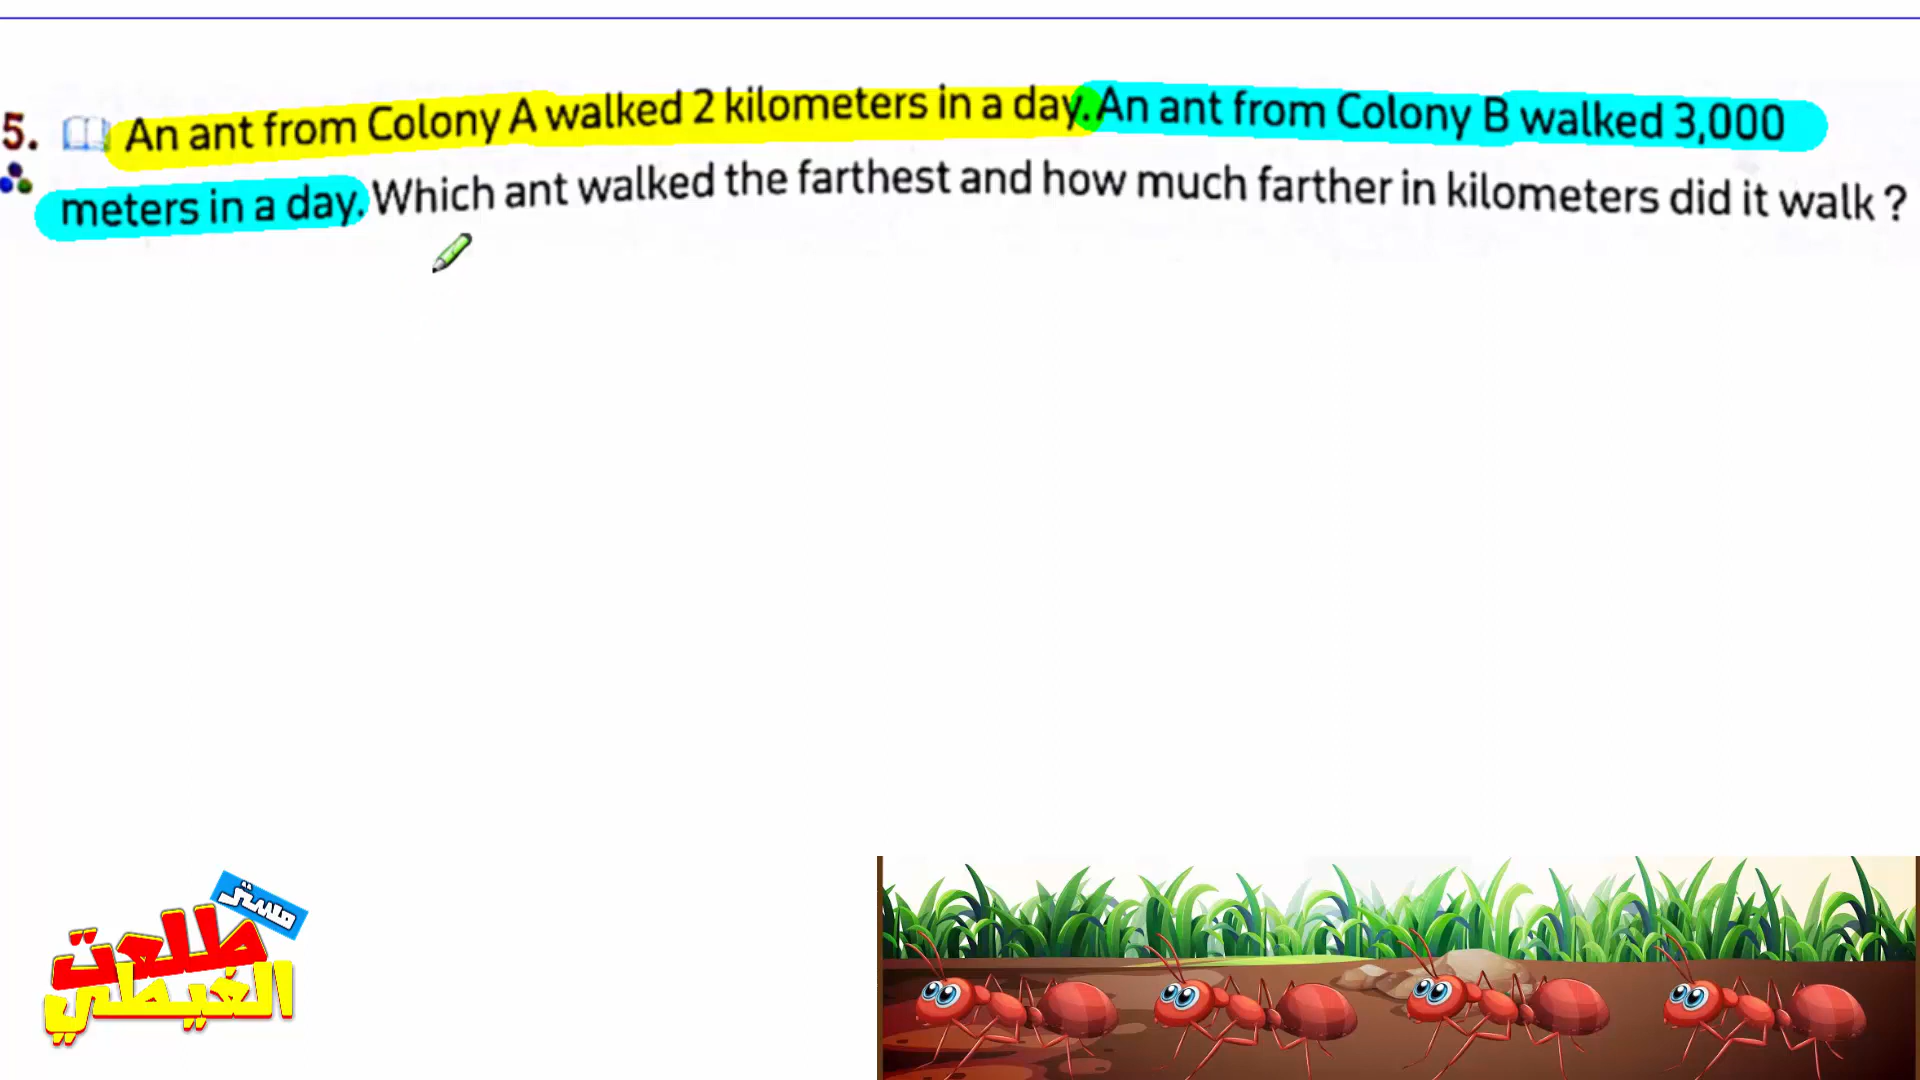 5. An ant from Colony A walked 2 kilometers in a day. An ant from Colony B walked 3,000
meters in a day. Which ant walked the farthest and how much farther in kilometers did it walk ?
مستر
طلعت
الغيطي